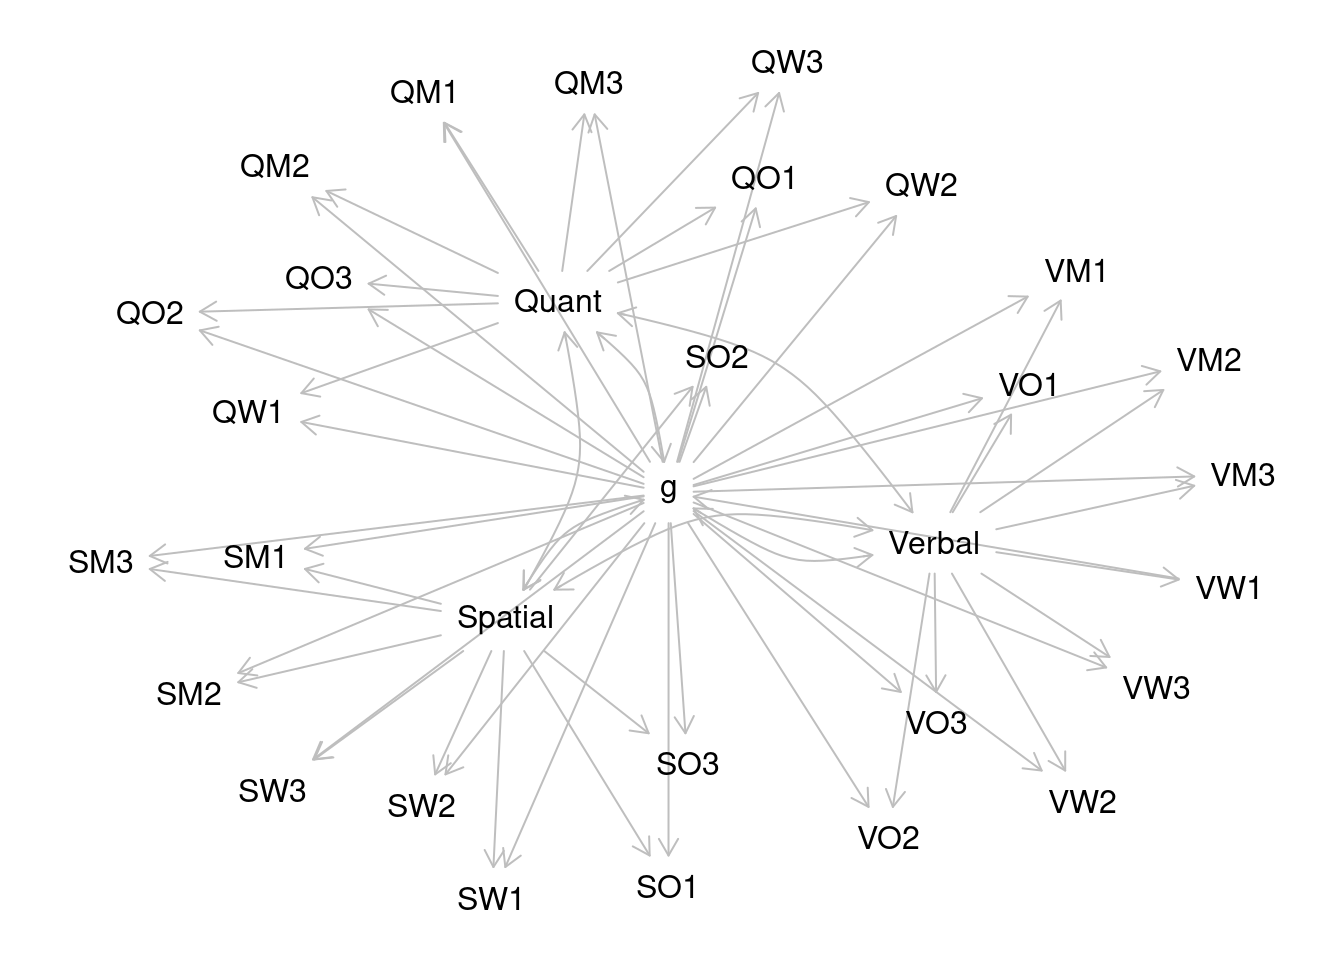 QW3
QM3
QM1
QM2
QO1
QW2
VM1
QO3
Quant
QO2
SO2
VM2
VO1
QW1
VM3
g
Verbal
SM1
SM3
VW1
Spatial
VW3
SM2
VO3
SO3
SW3
VW2
SW2
VO2
SO1
SW1